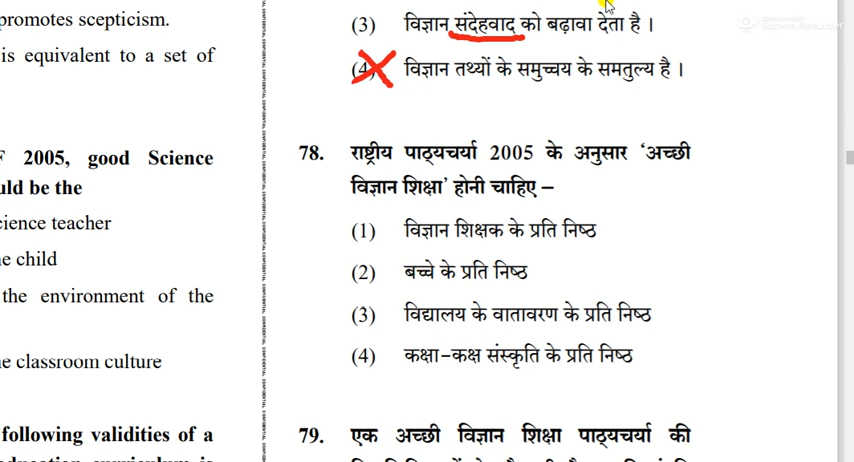 promotes scepticism.
is equivalent to a set of
2005, good Science
uld be the
cience teacher
e child
the environment of the
e classroom culture
following validities of a
(3) विज्ञान संदेहवाद को बढ़ावा देता है ।
(4) विज्ञान तथ्यों के समुच्चय के समतुल्य है ।
78. राष्ट्रीय पाठ्यचर्या 2005 के अनुसार 'अच्छी
विज्ञान शिक्षा' होनी चाहिए –
(1) विज्ञान शिक्षक के प्रति निष्ठ
(2) बच्चे के प्रति निष्ठ
(3) विद्यालय के वातावरण के प्रति निष्ठ
(4) कक्षा-कक्ष संस्कृति के प्रति निष्ठ
79. एक अच्छी विज्ञान शिक्षा पाठ्यचर्या की
Screen Recorder